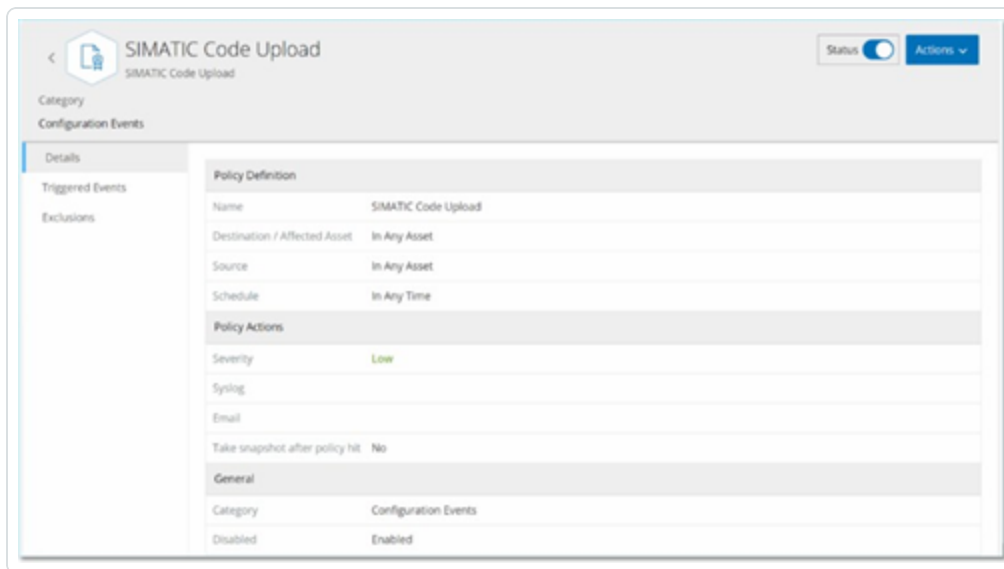 SIMATIC Code Upload
SIMATIC Code Upload
Status
Actions
Category
Configuration Events
Details
Triggered Events
Exclusions
Policy Definition
Name SIMATIC Code Upload
Destination / Affected Asset In Any Asset
Source In Any Asset
Schedule In Any Time
Policy Actions
Severity Low
Syslog
Email
Take snapshot after policy hit No
General
Category Configuration Events
Disabled Enabled